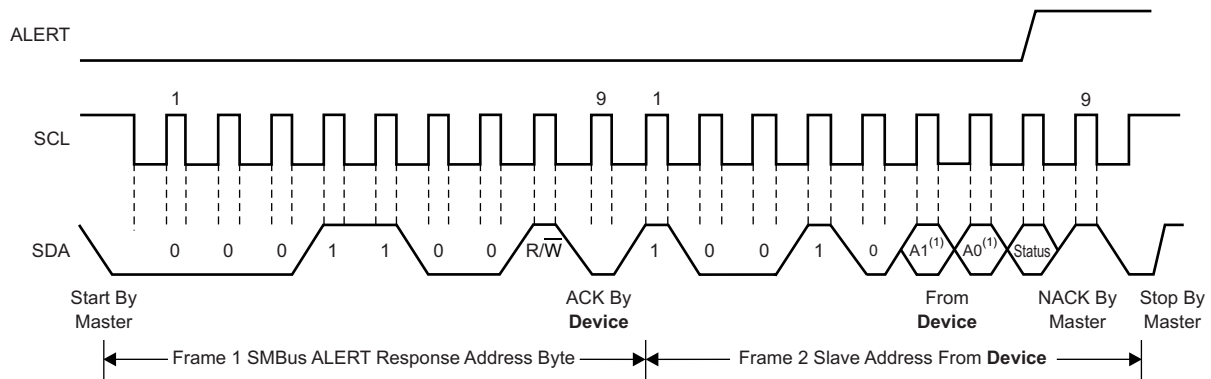 ALERT
1 9 1 9
SCL
SDA 0 0 0 1 1 0 0 R/W̅ 1 0 0 1 0 A1(1) A0(1) Status
Start By Master
ACK By Device
From Device
NACK By Master
Stop By Master
Frame 1 SMBus ALERT Response Address Byte
Frame 2 Slave Address From Device